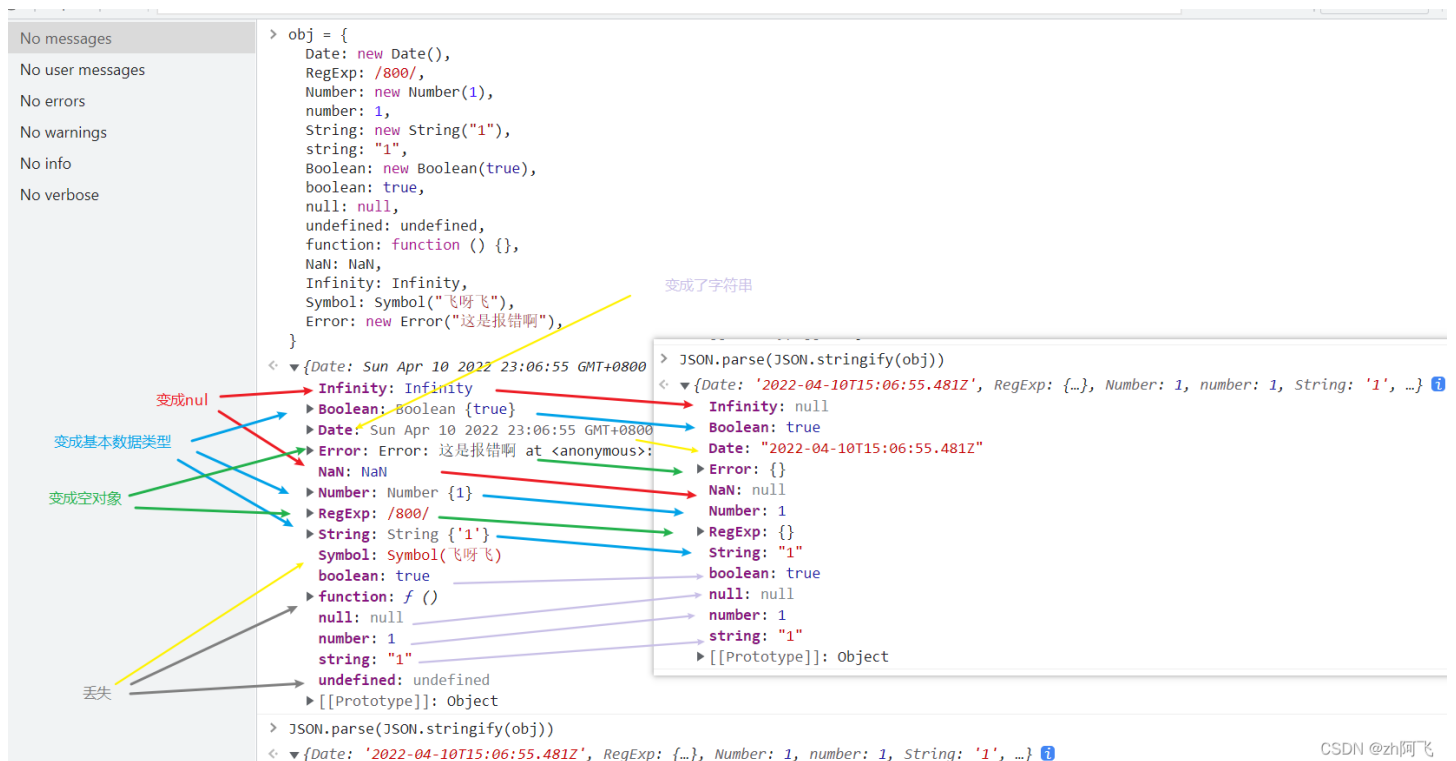 No messages
No user messages
No errors
No warnings
No info
No verbose
> obj = {
Date: new Date(),
RegExp: /800/,
Number: new Number(1),
number: 1,
String: new String("1"),
string: "1",
Boolean: new Boolean(true),
boolean: true,
null: null,
undefined: undefined,
function: function () {},
NaN: NaN,
Infinity: Infinity,
Symbol: Symbol("飞呀飞"),
Error: new Error("这是报错啊"),
}
变成了字符串
{Date: Sun Apr 10 2022 23:06:55 GMT+0800
Infinity: Infinity
Boolean: Boolean {true}
Date: Sun Apr 10 2022 23:06:55 GMT+0800
Error: Error: 这是报错啊 at <anonymous>:
NaN: NaN
Number: Number {1}
RegExp: /800/
String: String {'1'}
Symbol: Symbol(飞呀飞)
boolean: true
function: ƒ ()
null: null
number: 1
string: "1"
undefined: undefined
[[Prototype]]: Object
变成nul
变成基本数据类型
变成空对象
丢失
> JSON.parse(JSON.stringify(obj))
{Date: '2022-04-10T15:06:55.481Z', RegExp: {…}, Number: 1, number: 1, String: '1', …}
Infinity: null
Boolean: true
Date: "2022-04-10T15:06:55.481Z"
Error: {}
NaN: null
Number: 1
RegExp: {}
String: "1"
boolean: true
null: null
number: 1
string: "1"
[[Prototype]]: Object
> JSON.parse(JSON.stringify(obj))
{Date: '2022-04-10T15:06:55.481Z', RegExp: {…}, Number: 1, number: 1, String: '1', …}
CSDN @zh阿飞